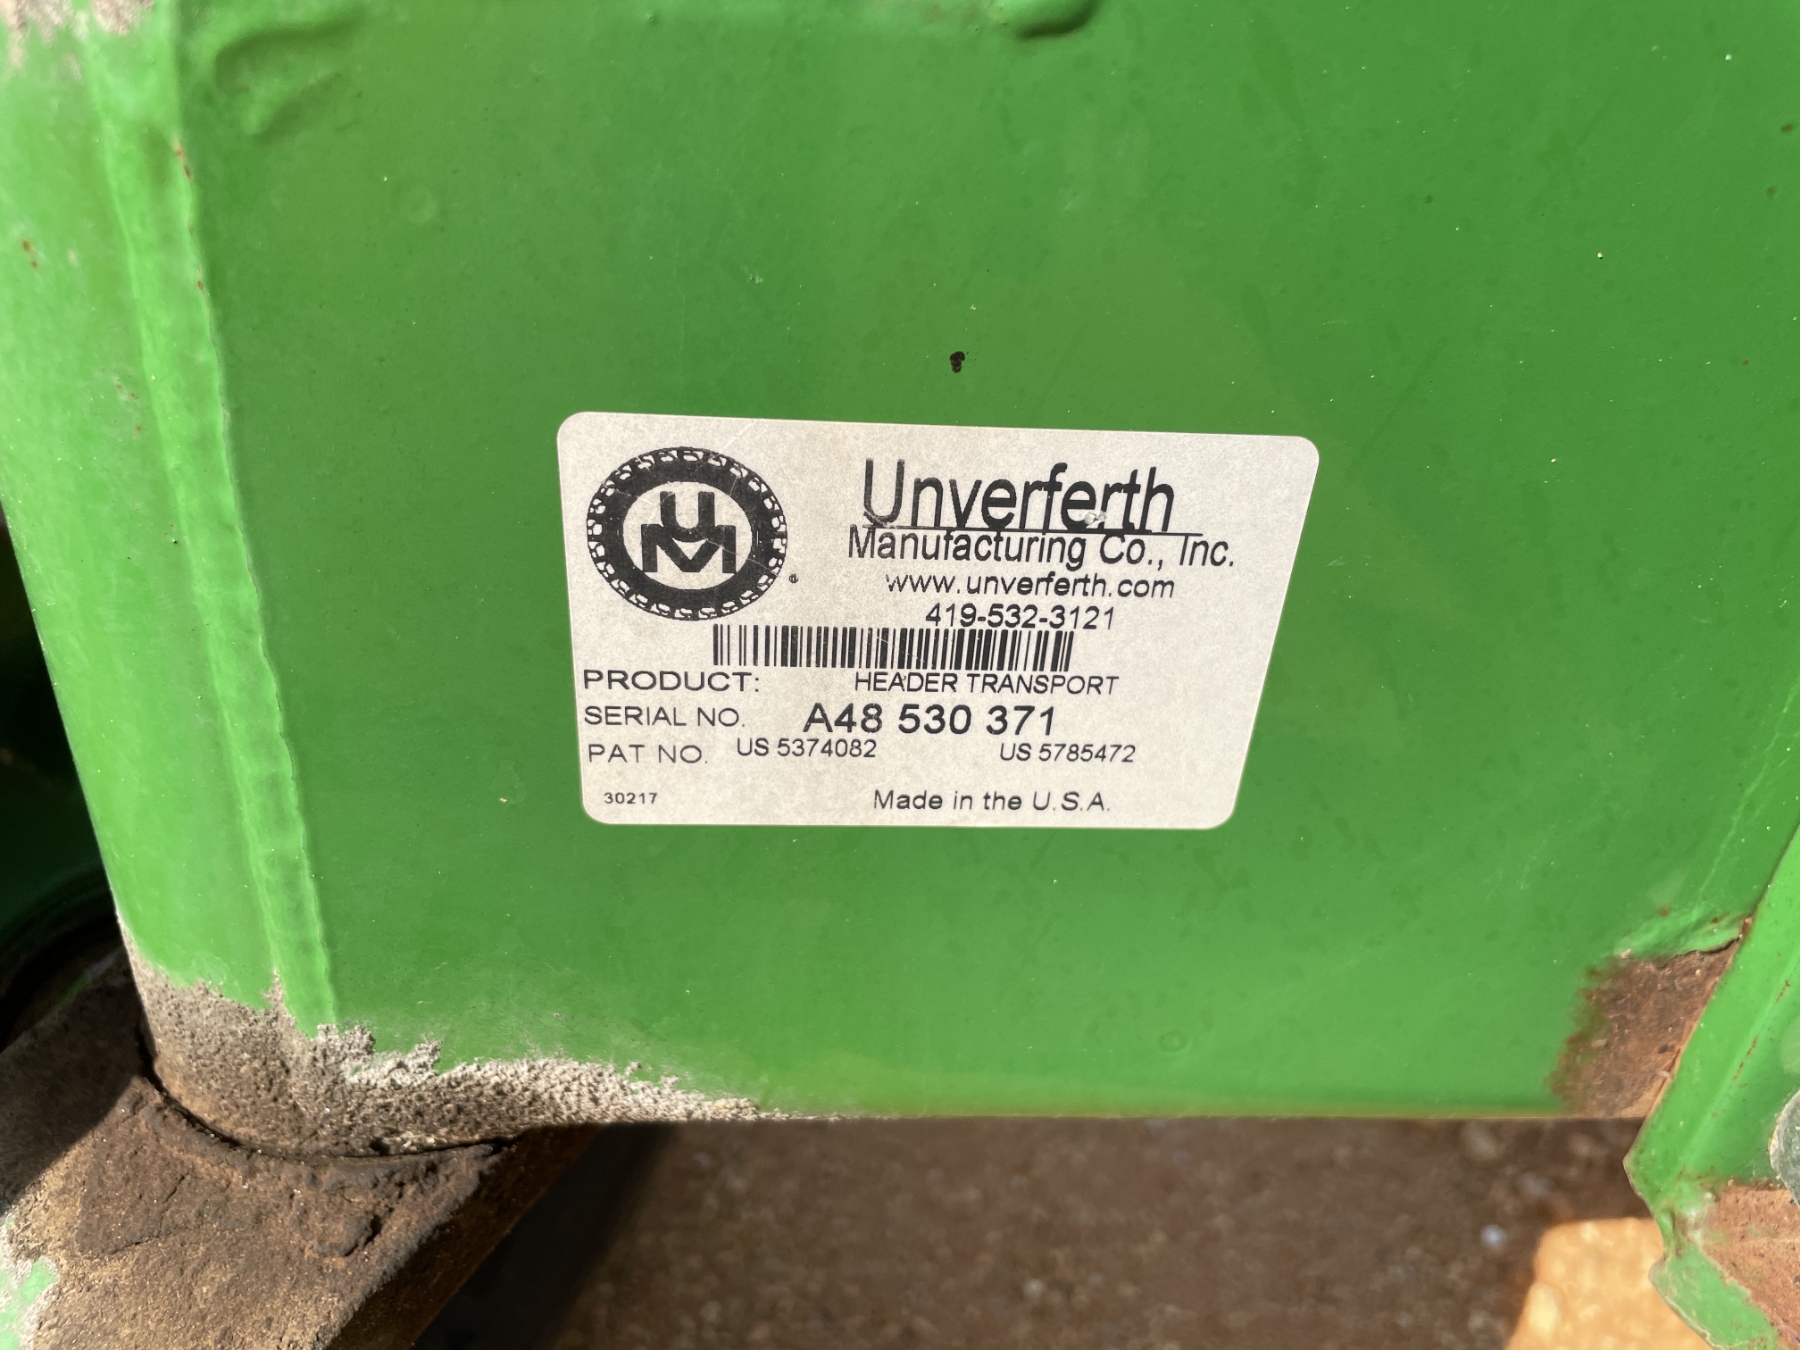 UM
Unverferth
Manufacturing Co., Inc.
www.unverferth.com
419-532-3121
PRODUCT: HEADER TRANSPORT
SERIAL NO. A48 530 371
PAT NO. US 5374082 US 5785472
30217 Made in the U.S.A.